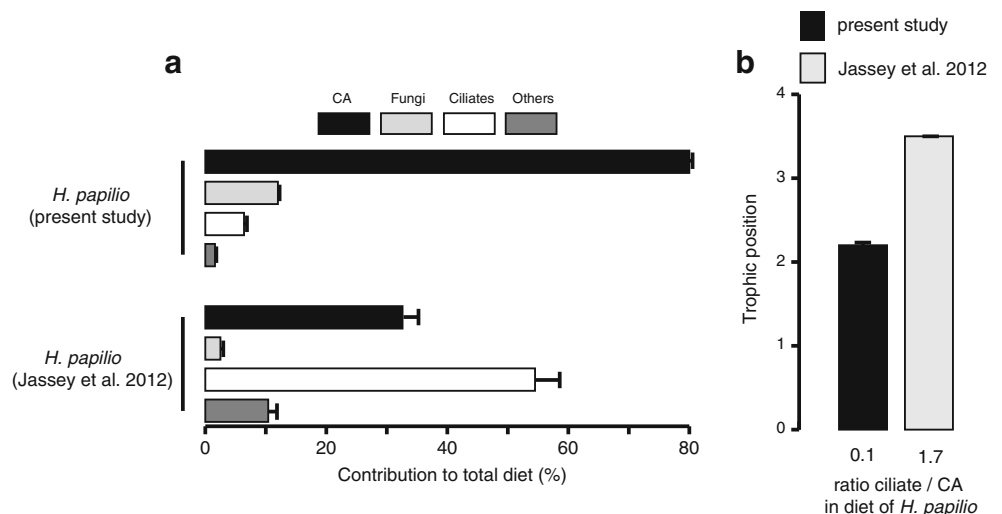 a
CA Fungi Ciliates Others
H. papilio
(present study)
H. papilio
(Jassey et al. 2012)
0 20 40 60 80
Contribution to total diet (%)
present study
Jassey et al. 2012
b
4
3
2
1
0
Trophic position
0.1 1.7
ratio ciliate / CA
in diet of H. papilio